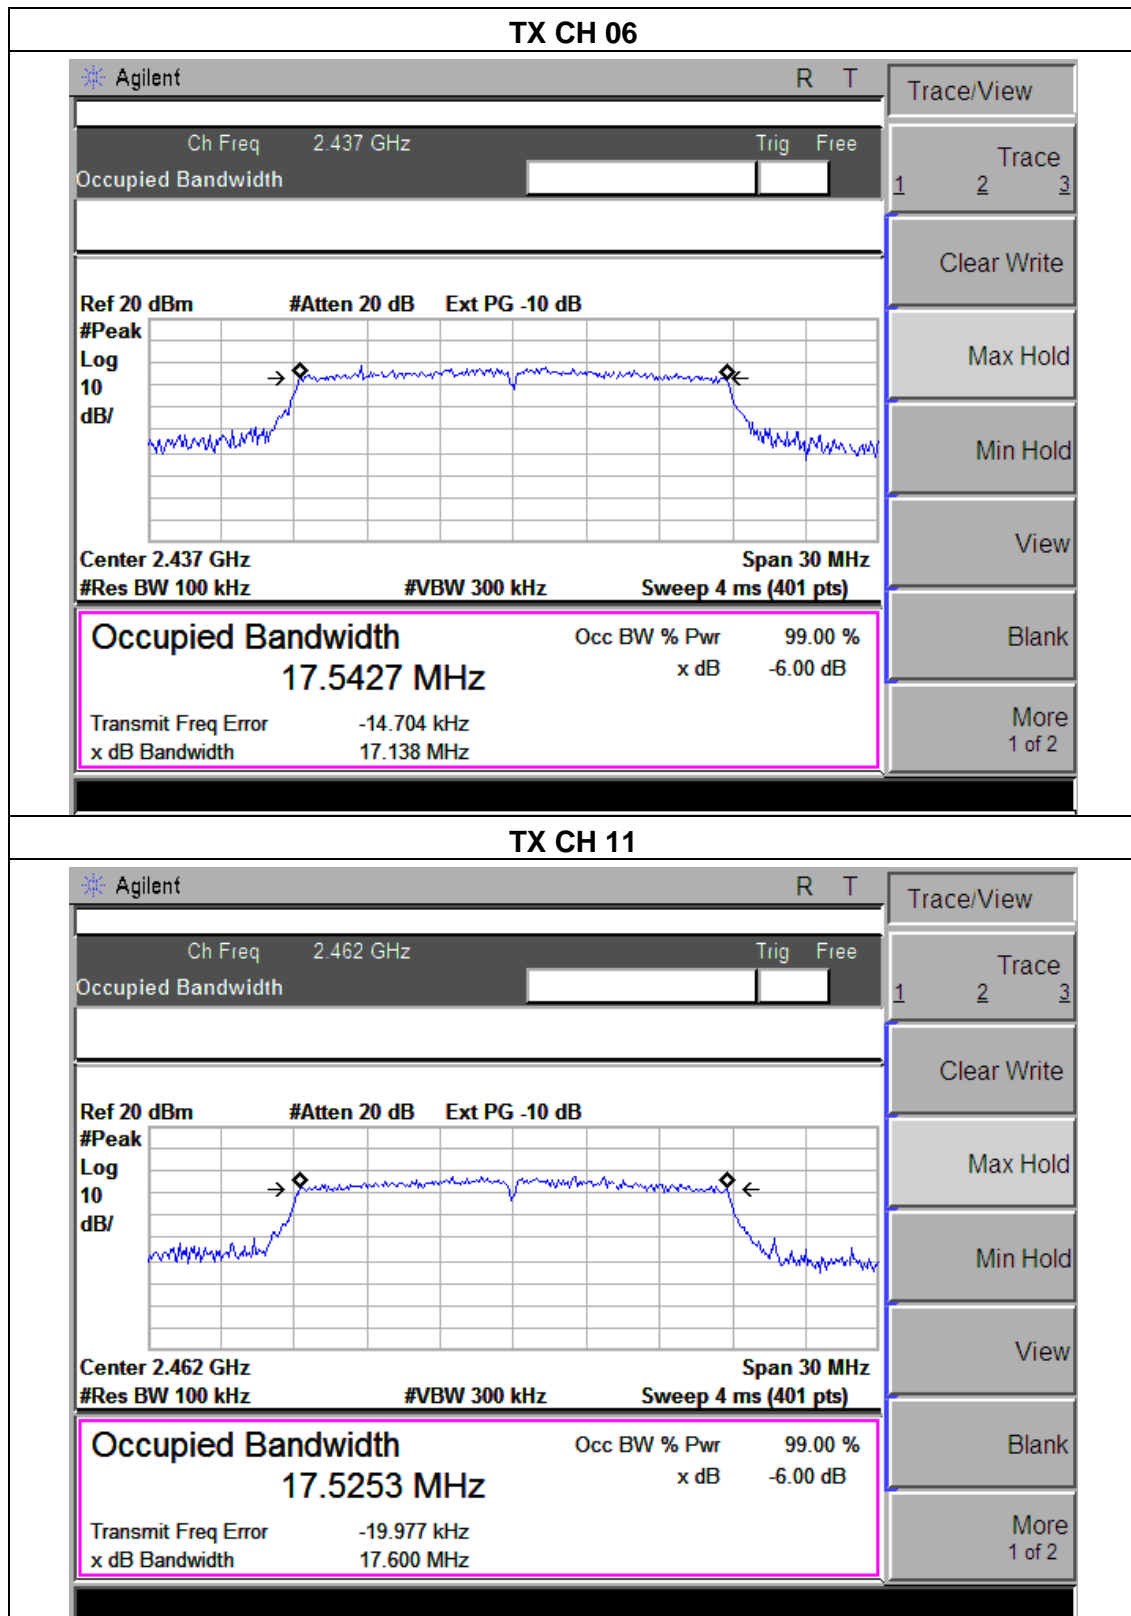 TX CH 06
Agilent R T
Trace/View
Ch Freq 2.437 GHz Trig Free
Occupied Bandwidth
Trace
1 2 3
Clear Write
Ref 20 dBm #Atten 20 dB Ext PG -10 dB
#Peak
Log
10
dB/
Max Hold
Min Hold
View
Center 2.437 GHz Span 30 MHz
#Res BW 100 kHz #VBW 300 kHz Sweep 4 ms (401 pts)
Occupied Bandwidth Occ BW % Pwr 99.00 %
17.5427 MHz x dB -6.00 dB
Blank
Transmit Freq Error -14.704 kHz
x dB Bandwidth 17.138 MHz
More
1 of 2
TX CH 11
Agilent R T
Trace/View
Ch Freq 2.462 GHz Trig Free
Occupied Bandwidth
Trace
1 2 3
Clear Write
Ref 20 dBm #Atten 20 dB Ext PG -10 dB
#Peak
Log
10
dB/
Max Hold
Min Hold
View
Center 2.462 GHz Span 30 MHz
#Res BW 100 kHz #VBW 300 kHz Sweep 4 ms (401 pts)
Occupied Bandwidth Occ BW % Pwr 99.00 %
17.5253 MHz x dB -6.00 dB
Blank
Transmit Freq Error -19.977 kHz
x dB Bandwidth 17.600 MHz
More
1 of 2